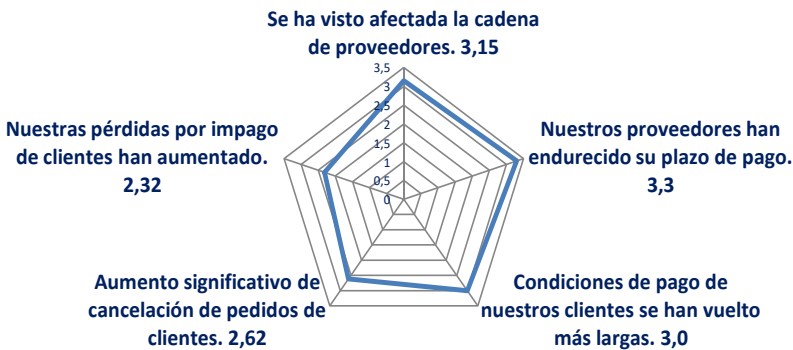 Se ha visto afectada la cadena
de proveedores. 3,15
3,5
3
2,5
2
1,5
1
0,5
0
Nuestros proveedores han
endurecido su plazo de pago.
3,3
Condiciones de pago de
nuestros clientes se han vuelto
más largas. 3,0
Aumento significativo de
cancelación de pedidos de
clientes. 2,62
Nuestras pérdidas por impago
de clientes han aumentado.
2,32